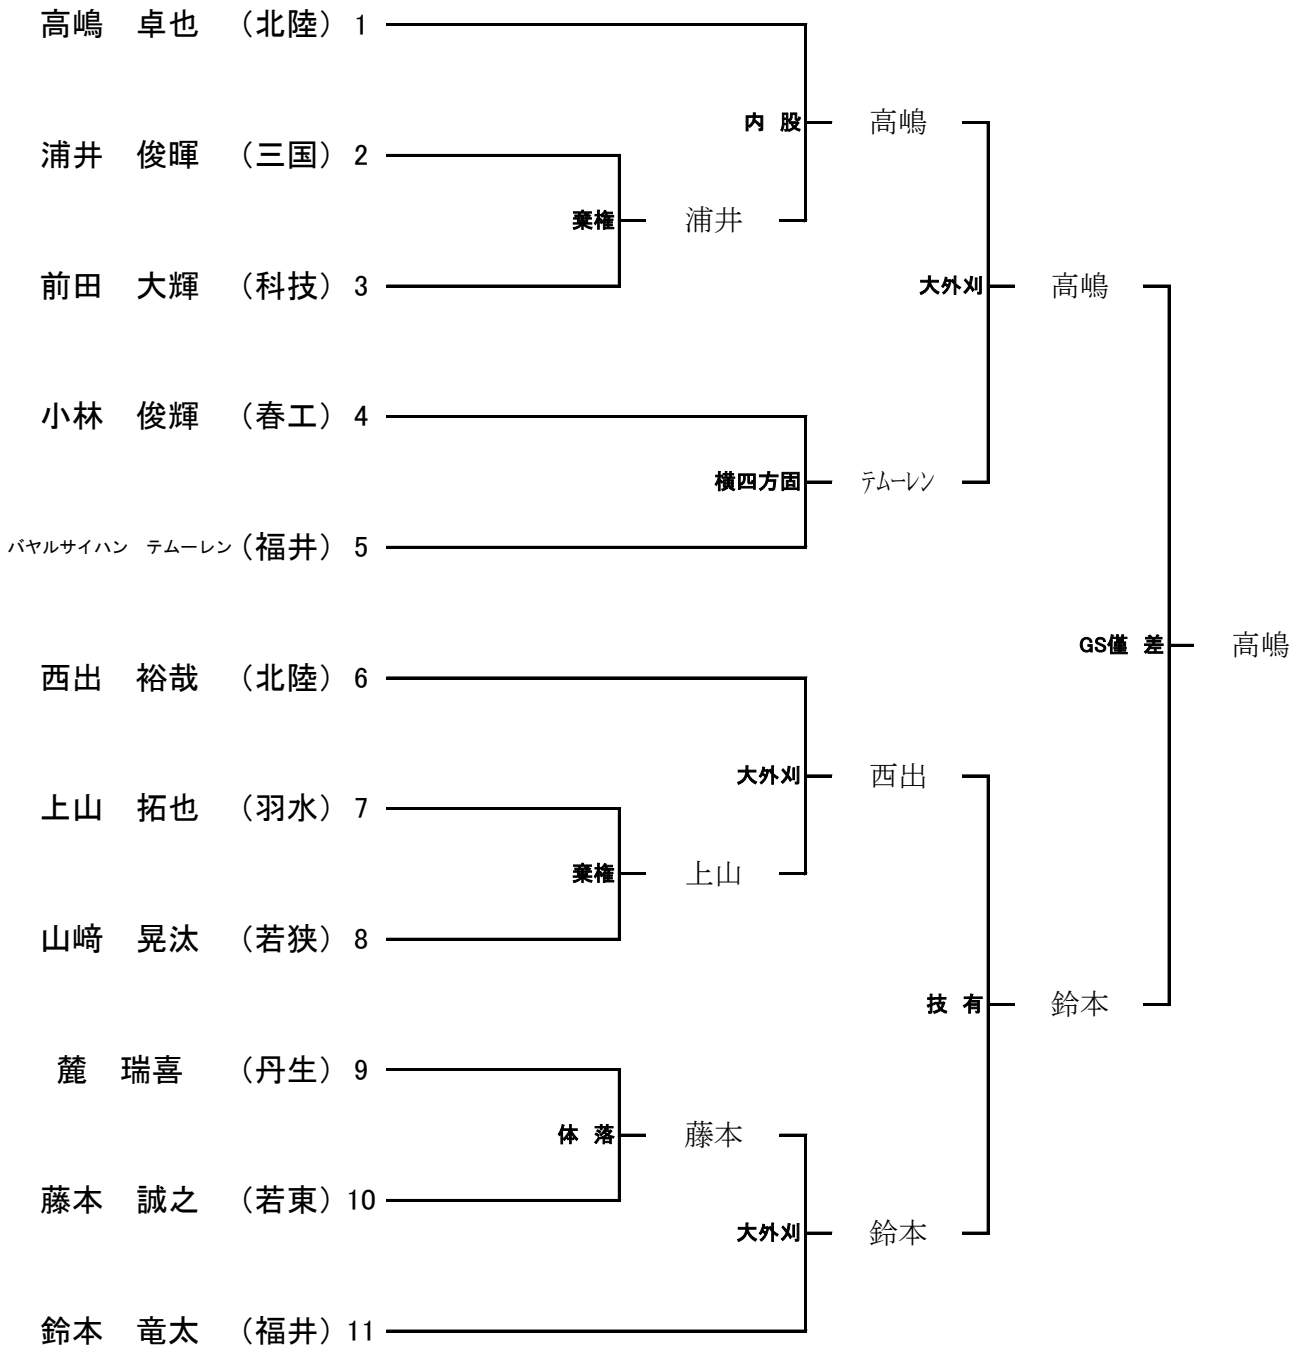 高嶋　卓也　（北陸） 1
内 股　高嶋
浦井　俊暉　（三国） 2
棄権　浦井
前田　大輝　（科技） 3
大外刈　高嶋
小林　俊輝　（春工） 4
横四方固　テムーレン
バヤルサイハン　テムーレン（福井） 5
GS僅 差　高嶋
西出　裕哉　（北陸） 6
大外刈　西出
上山　拓也　（羽水） 7
棄権　上山
山﨑　晃汰　（若狭） 8
技 有　鈴本
麓　瑞喜　（丹生） 9
体 落　藤本
藤本　誠之　（若東） 10
大外刈　鈴本
鈴本　竜太　（福井） 11